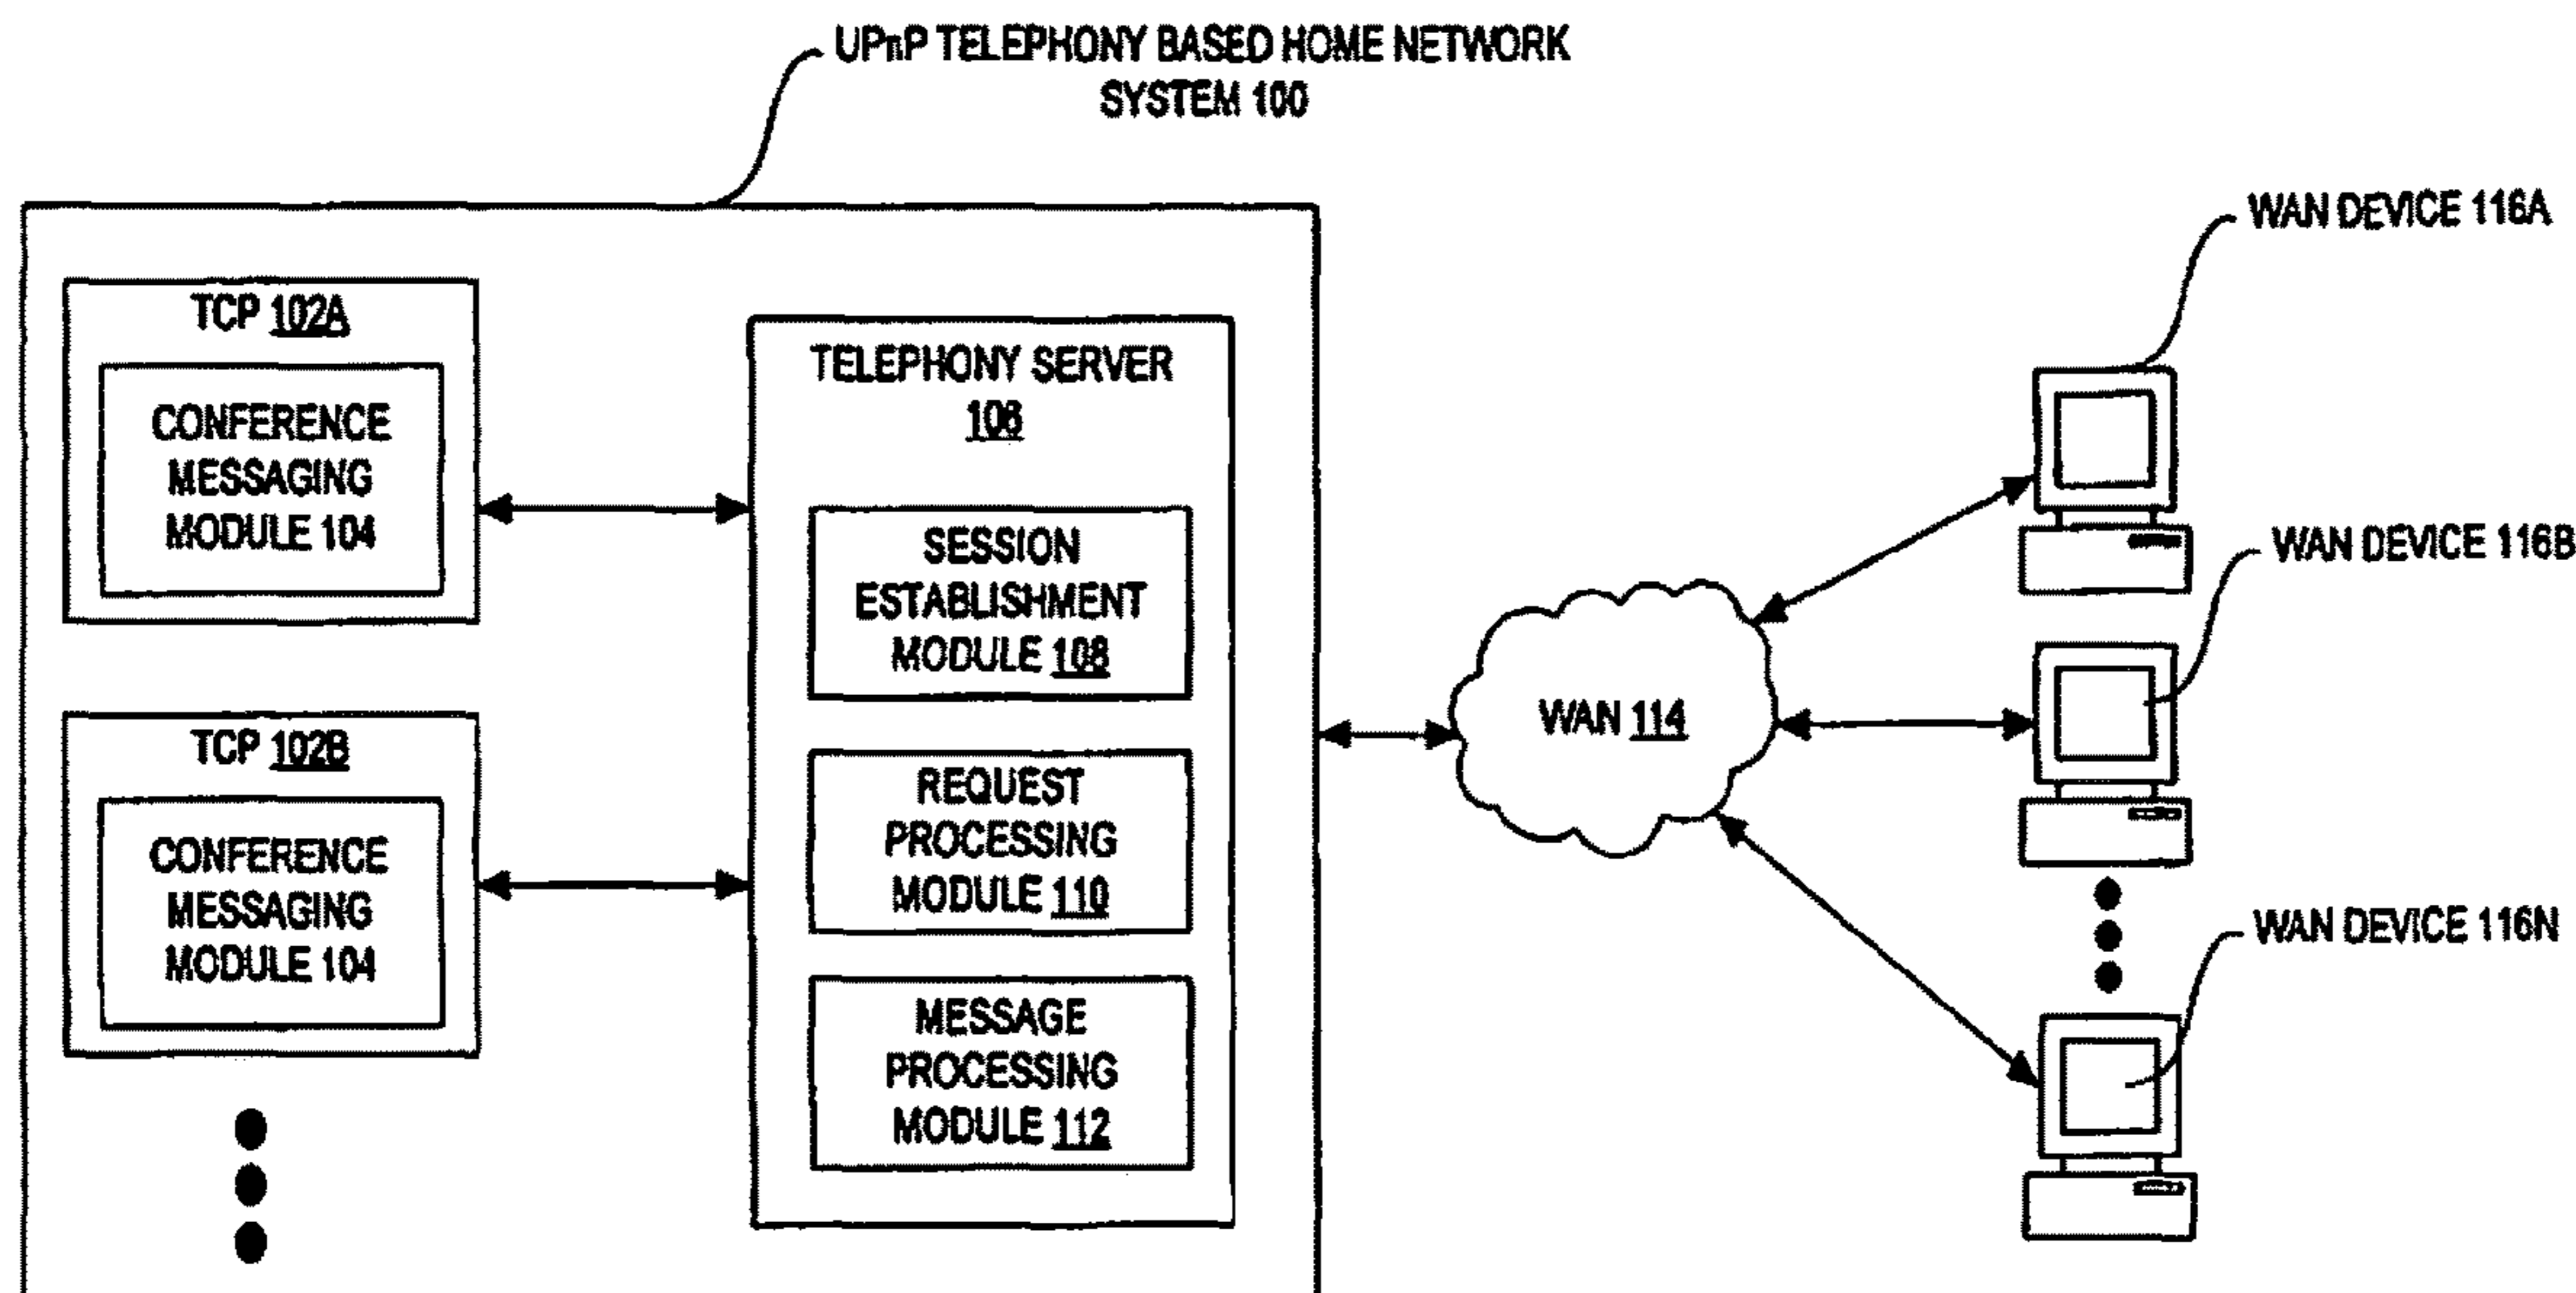 UPnP TELEPHONY BASED HOME NETWORK
SYSTEM 100
WAN DEVICE 116A
TCP 102A
CONFERENCE
MESSAGING
MODULE 104
TELEPHONY SERVER
106
SESSION
ESTABLISHMENT
MODULE 108
WAN DEVICE 116B
WAN 114
TCP 102B
CONFERENCE
MESSAGING
MODULE 104
REQUEST
PROCESSING
MODULE 110
WAN DEVICE 116N
MESSAGE
PROCESSING
MODULE 112